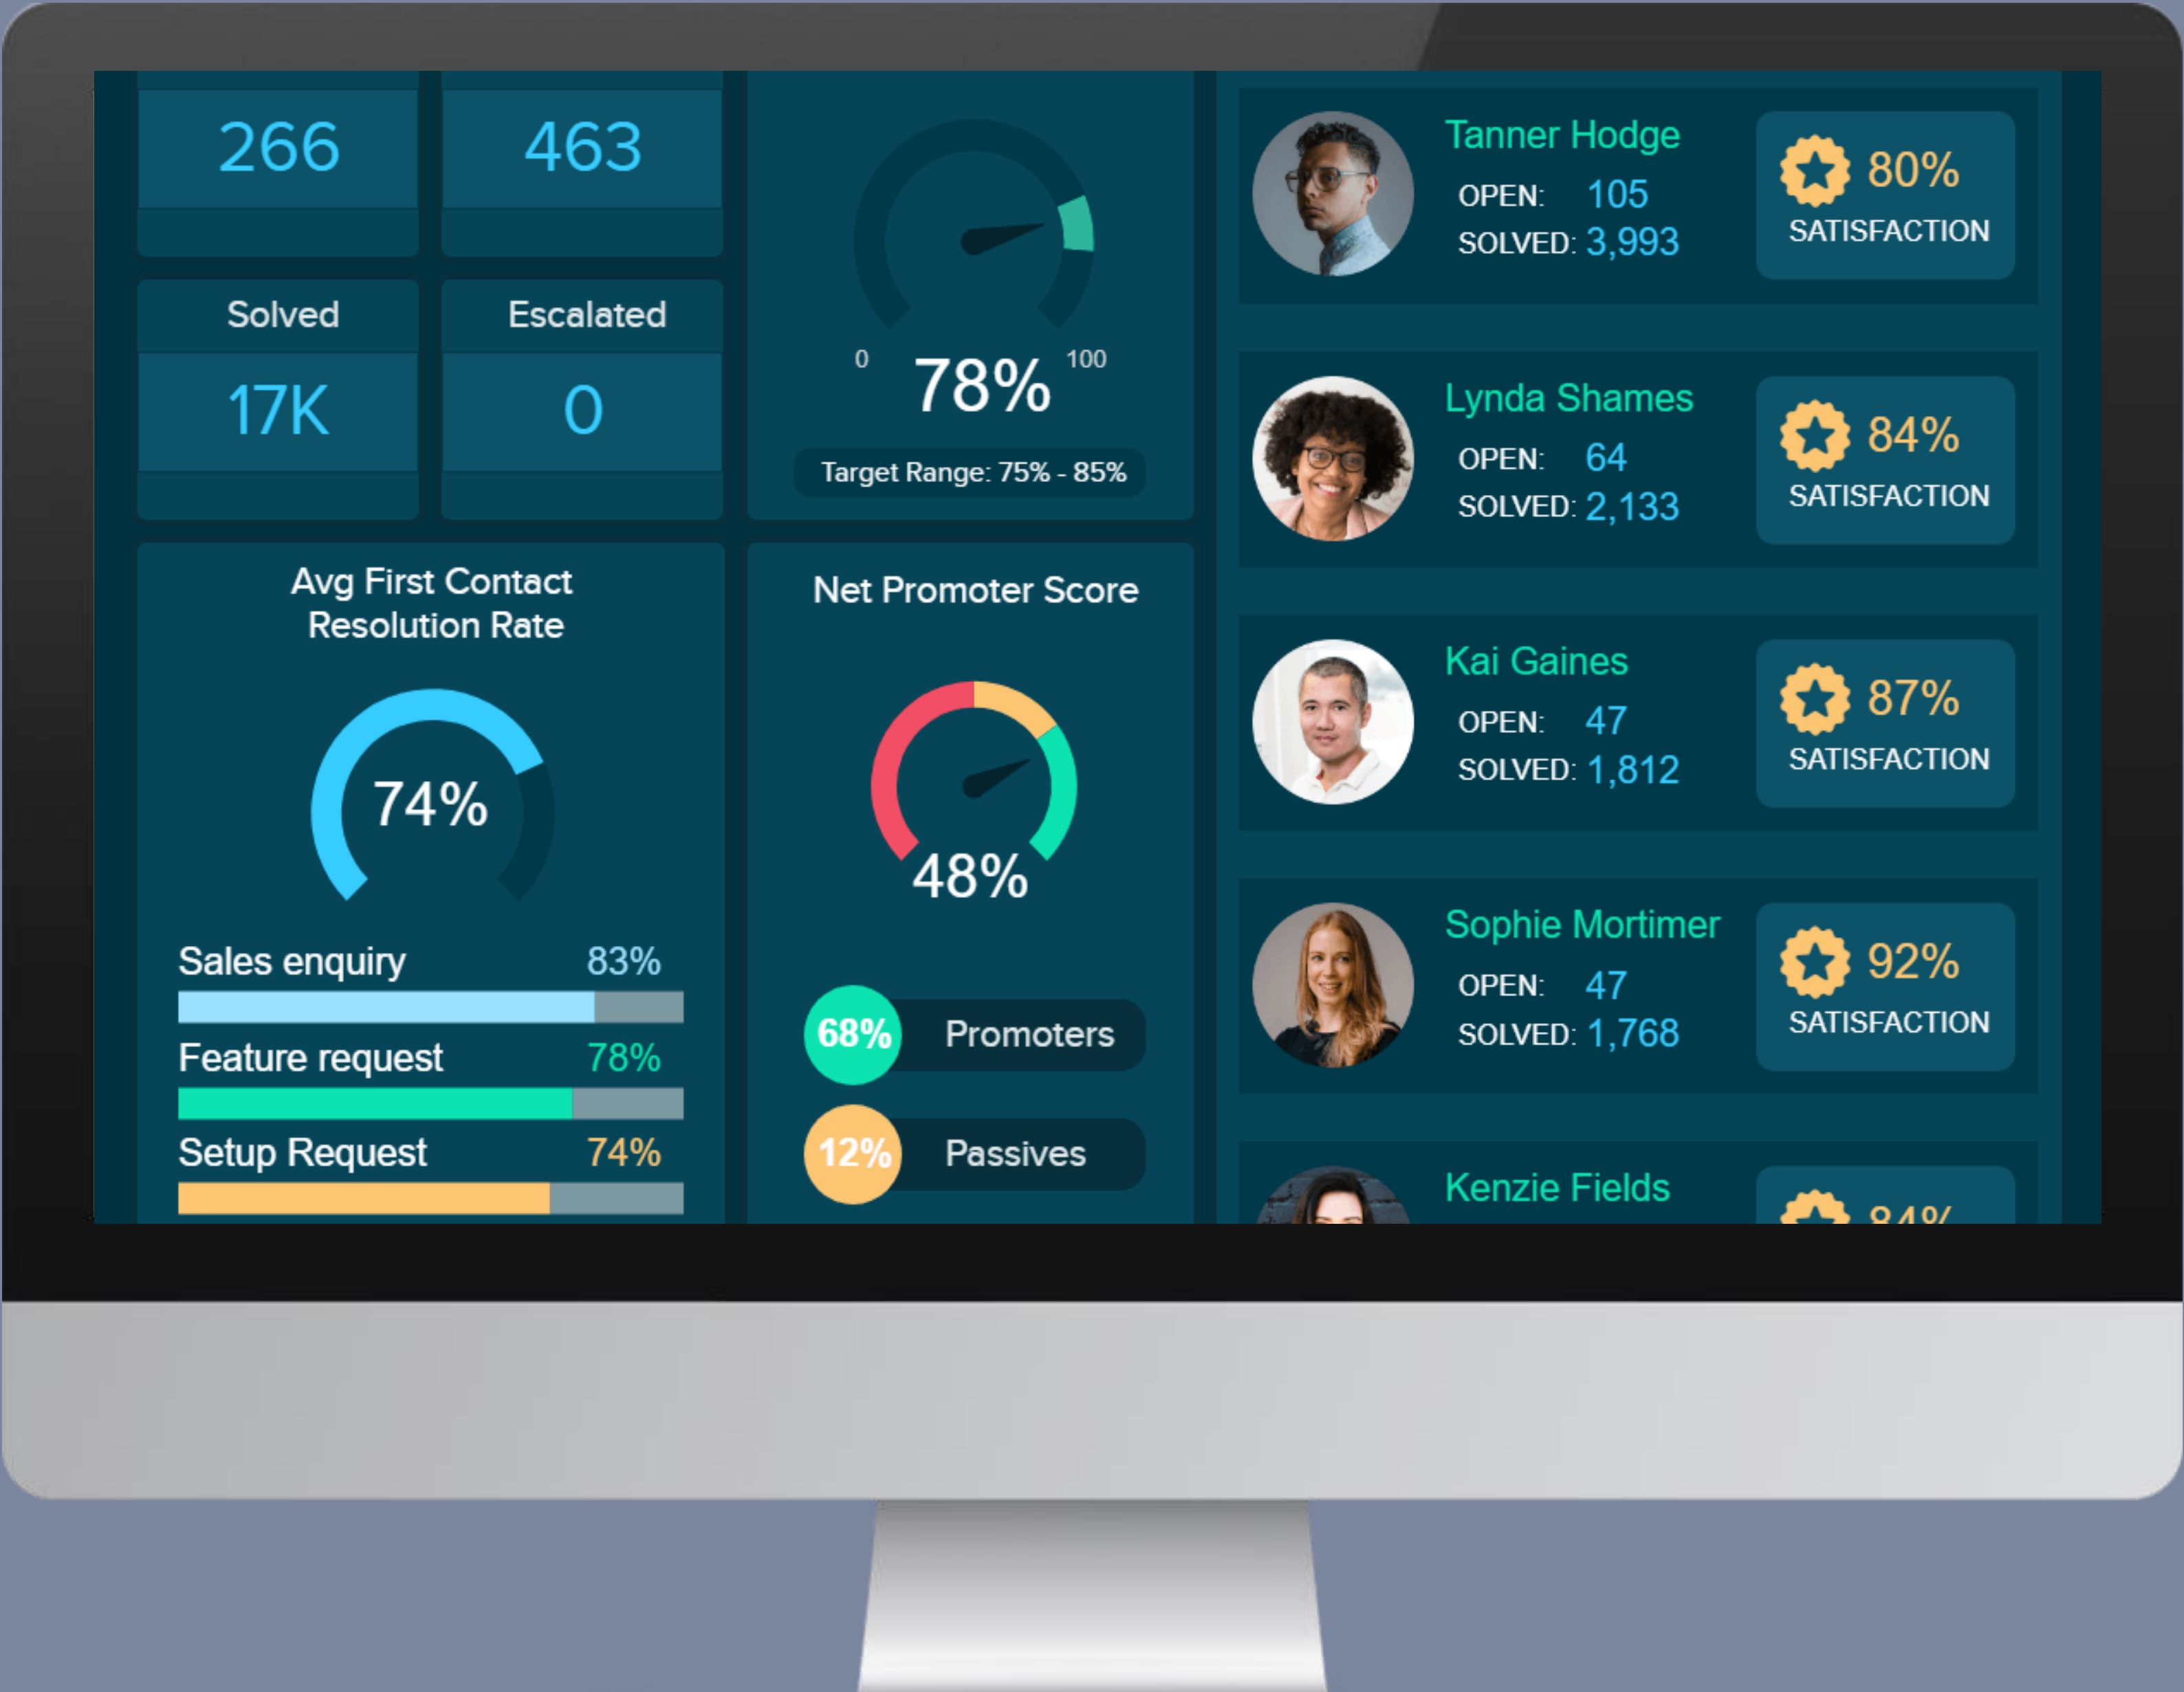 266
463
Solved
Escalated
17K
0
0
100
78%
Target Range: 75% - 85%
Avg First Contact
Resolution Rate
74%
Sales enquiry 83%
Feature request 78%
Setup Request 74%
Net Promoter Score
48%
68% Promoters
12% Passives
Tanner Hodge
OPEN: 105
SOLVED: 3,993
80%
SATISFACTION
Lynda Shames
OPEN: 64
SOLVED: 2,133
84%
SATISFACTION
Kai Gaines
OPEN: 47
SOLVED: 1,812
87%
SATISFACTION
Sophie Mortimer
OPEN: 47
SOLVED: 1,768
92%
SATISFACTION
Kenzie Fields
84%